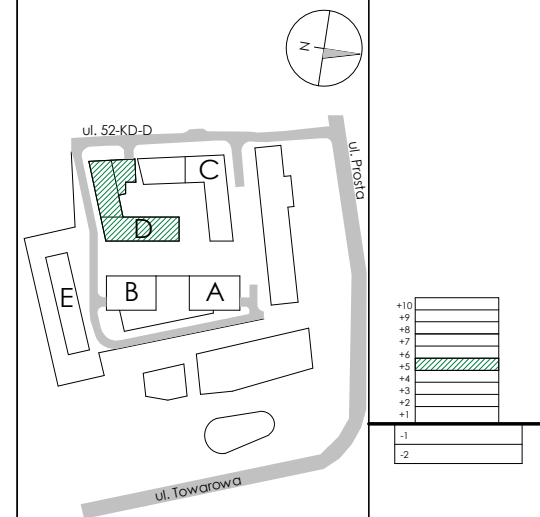 N
ul. 52-KD-D
ul. Prosta
C
D
B
A
E
ul. Towarowa
+10
+9
+8
+7
+6
+5
+4
+3
+2
+1
-1
-2